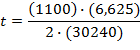 t = (1100) · (6,625) / 2 · (30240)